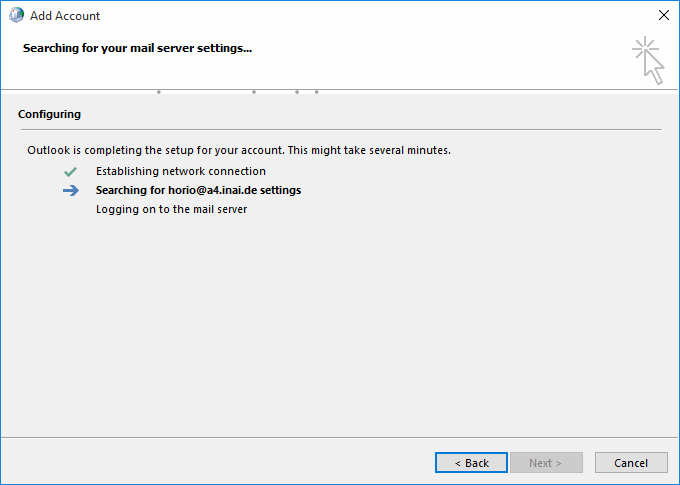 Add Account
Searching for your mail server settings...
Configuring
Outlook is completing the setup for your account. This might take several minutes.
Establishing network connection
Searching for horio@a4.inai.de settings
Logging on to the mail server
< Back
Next >
Cancel